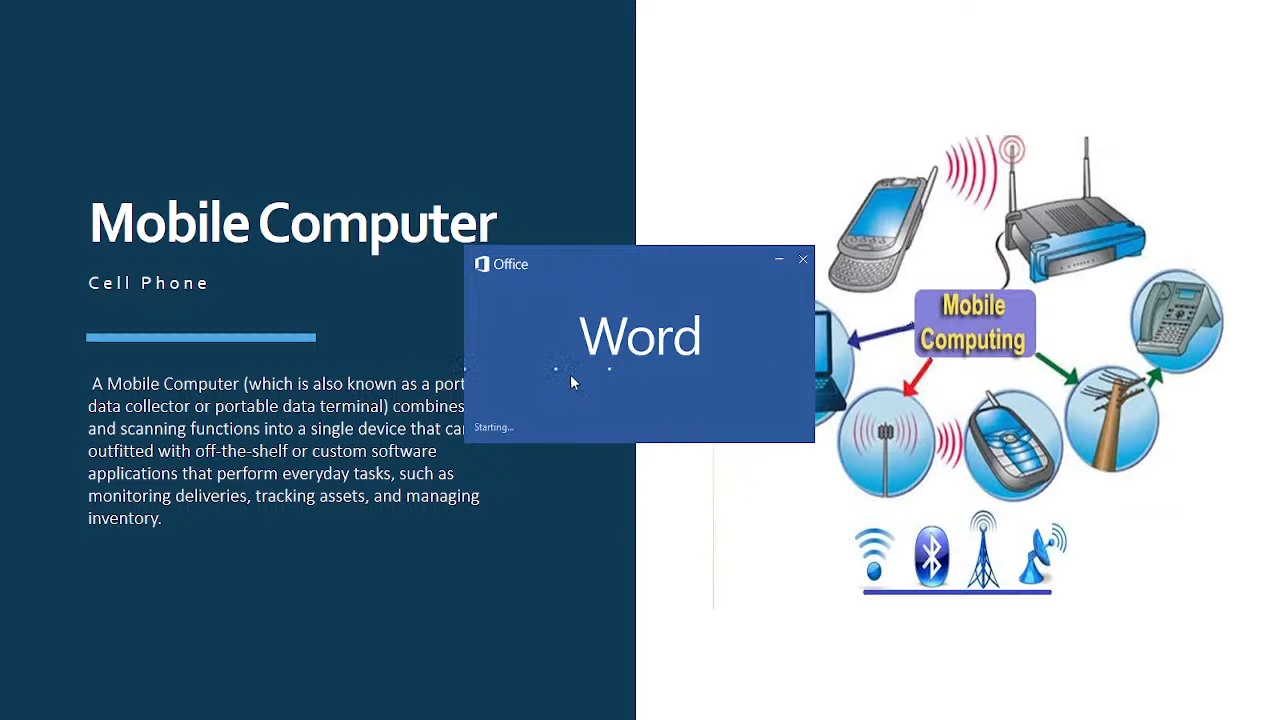 Mobile Computer
Cell Phone
A Mobile Computer (which is also known as a
data collector or portable data terminal) combines
and scanning functions into a single device that
outfitted with off-the-shelf or custom software
applications that perform everyday tasks, such as
monitoring deliveries, tracking assets, and managing
inventory.
Office
Word
Starting...
Mobile
Computing